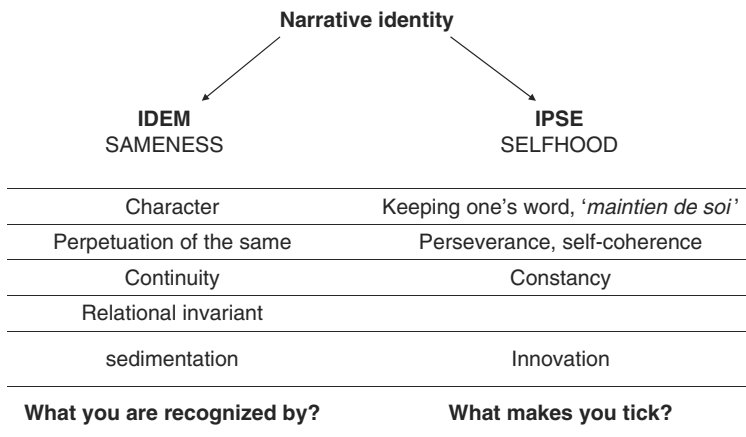 Narrative identity
IDEM IPSE
SAMENESS SELFHOOD
Character Keeping one's word, 'maintien de soi'
Perpetuation of the same Perseverance, self-coherence
Continuity Constancy
Relational invariant
sedimentation Innovation
What you are recognized by? What makes you tick?